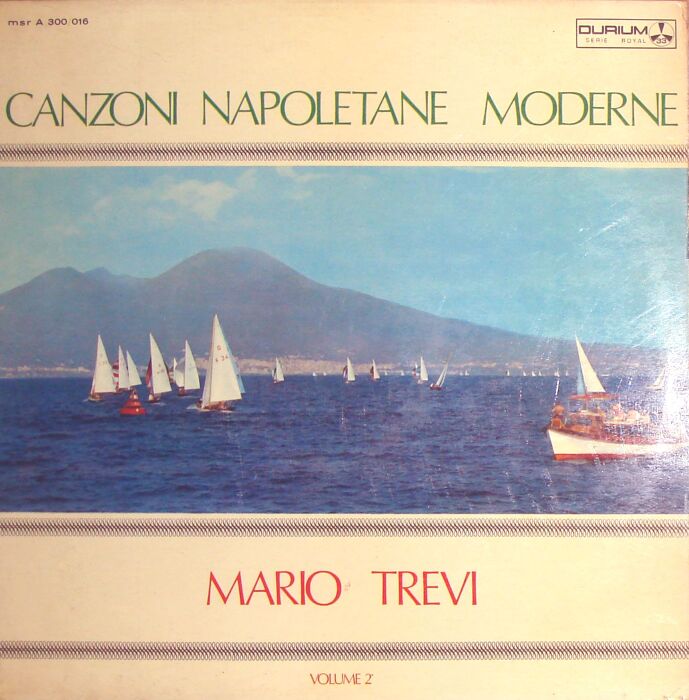 msr A 300 016
DURIUM
SERIE ROYAL 33
CANZONI NAPOLETANE MODERNE
MARIO TREVI
VOLUME 2°